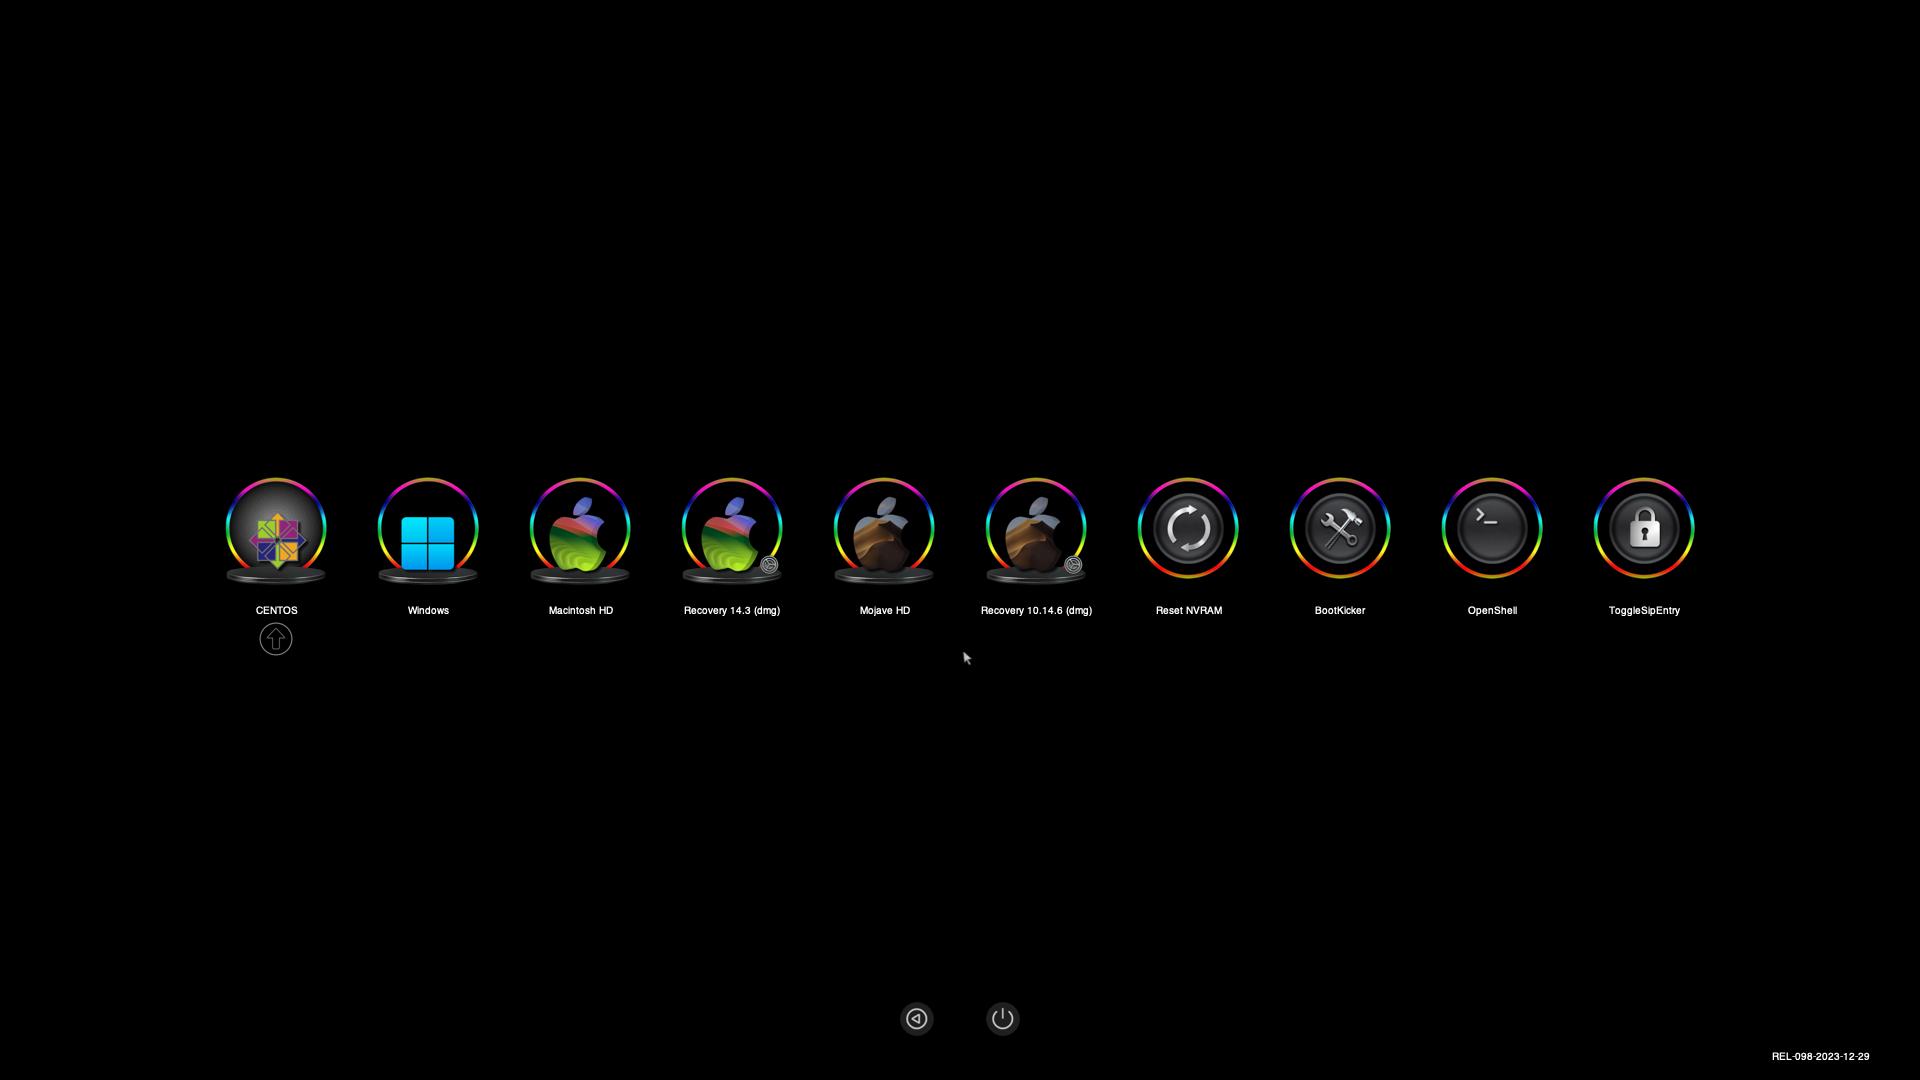 CENTOS
Windows
Macintosh HD
Recovery 14.3 (dmg)
Mojave HD
Recovery 10.14.6 (dmg)
Reset NVRAM
BootKicker
OpenShell
ToggleSipEntry
REL-098-2023-12-29